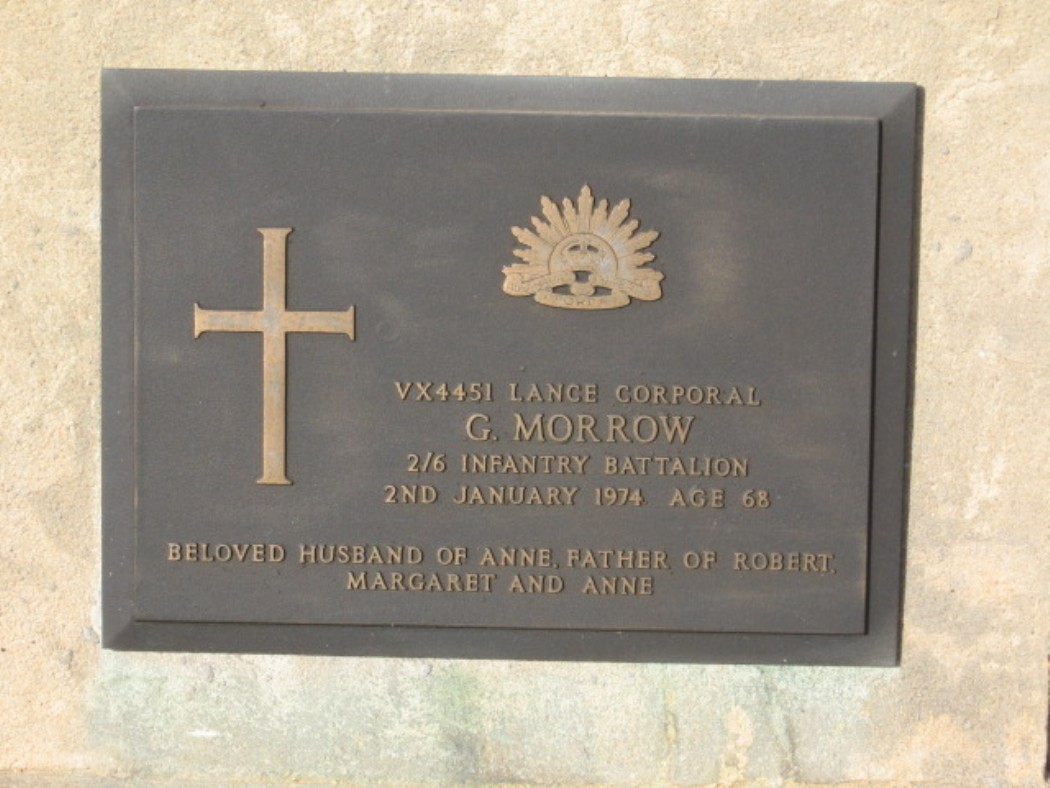 VX4451 LANCE CORPORAL
G. MORROW
2/6 INFANTRY BATTALION
2ND JANUARY 1974 AGE 68
BELOVED HUSBAND OF ANNE, FATHER OF ROBERT,
MARGARET AND ANNE